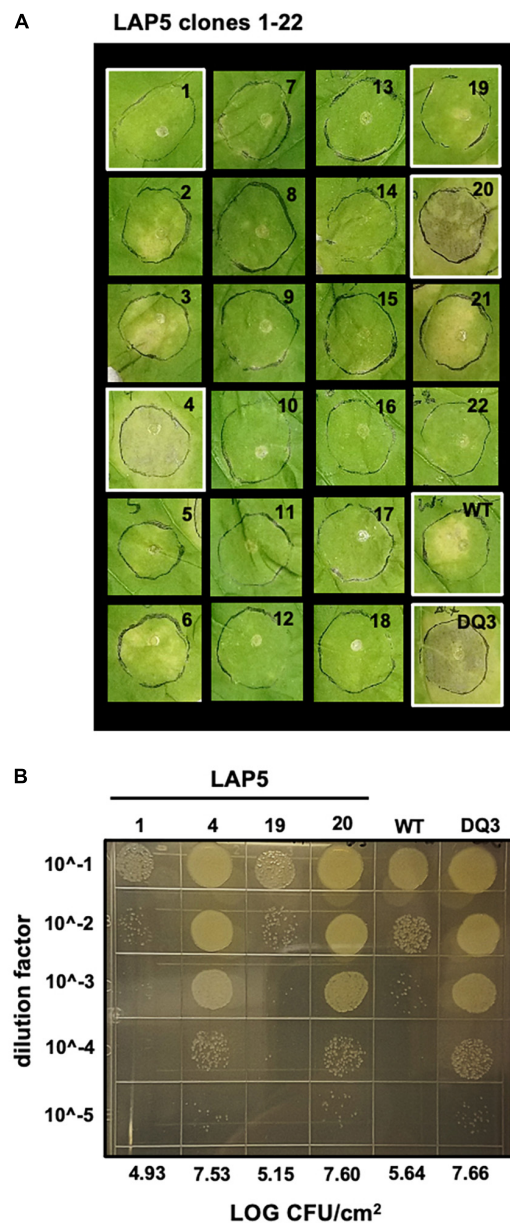 A
LAP5 clones 1-22
1 7 13 19
2 8 14 20
3 9 15 21
4 10 16 22
5 11 17 WT
6 12 18 DQ3
B
LAP5
1 4 19 20 WT DQ3
dilution factor
10^-1
10^-2
10^-3
10^-4
10^-5
4.93 7.53 5.15 7.60 5.64 7.66
LOG CFU/cm²